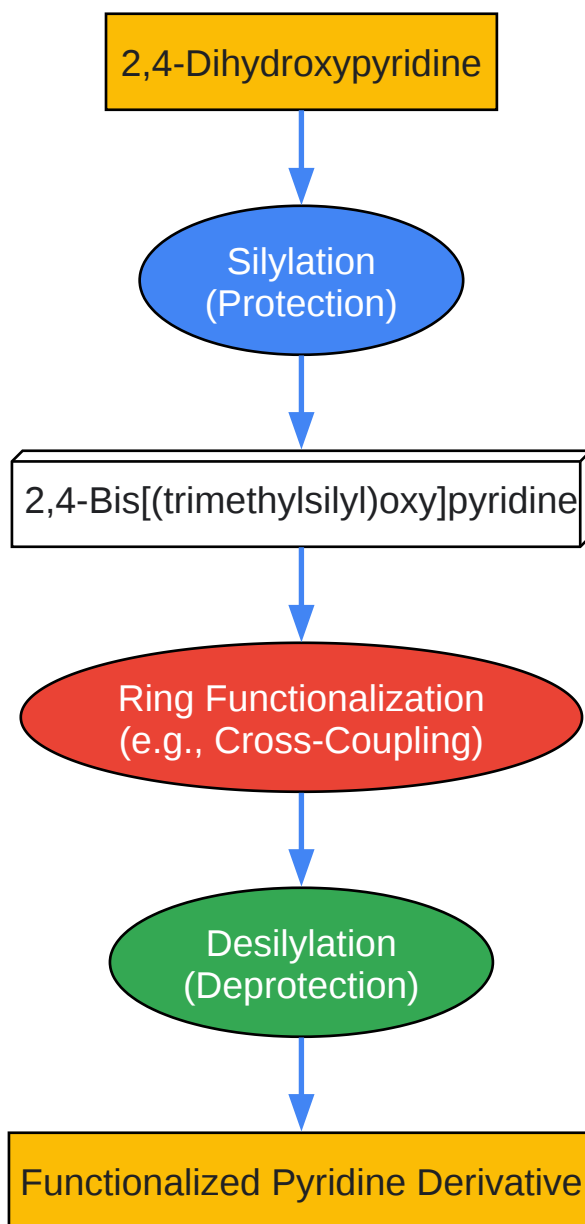 2,4-Dihydroxypyridine
Silylation
(Protection)
2,4-Bis[(trimethylsilyl)oxy]pyridine
Ring Functionalization
(e.g., Cross-Coupling)
Desilylation
(Deprotection)
Functionalized Pyridine Derivative